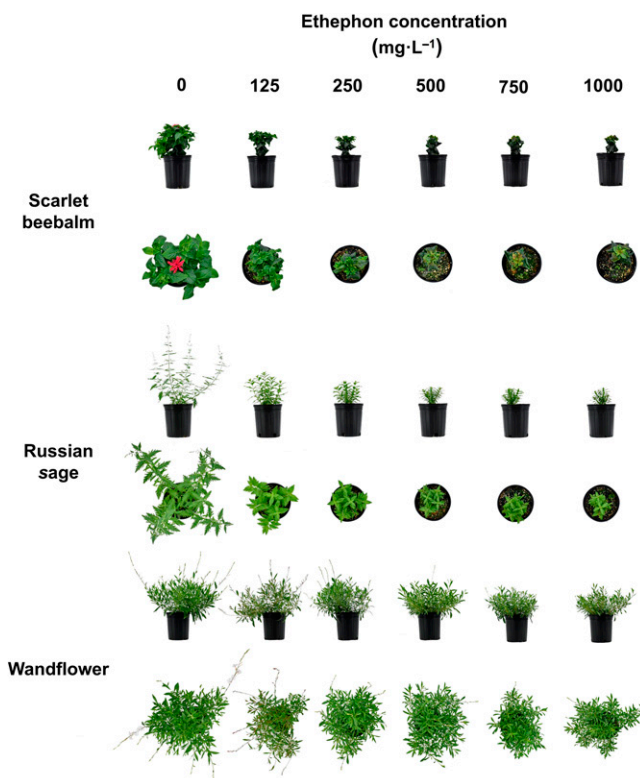 Ethephon concentration
(mg·L⁻¹)
0 125 250 500 750 1000
Scarlet
beebalm
Russian
sage
Wandflower